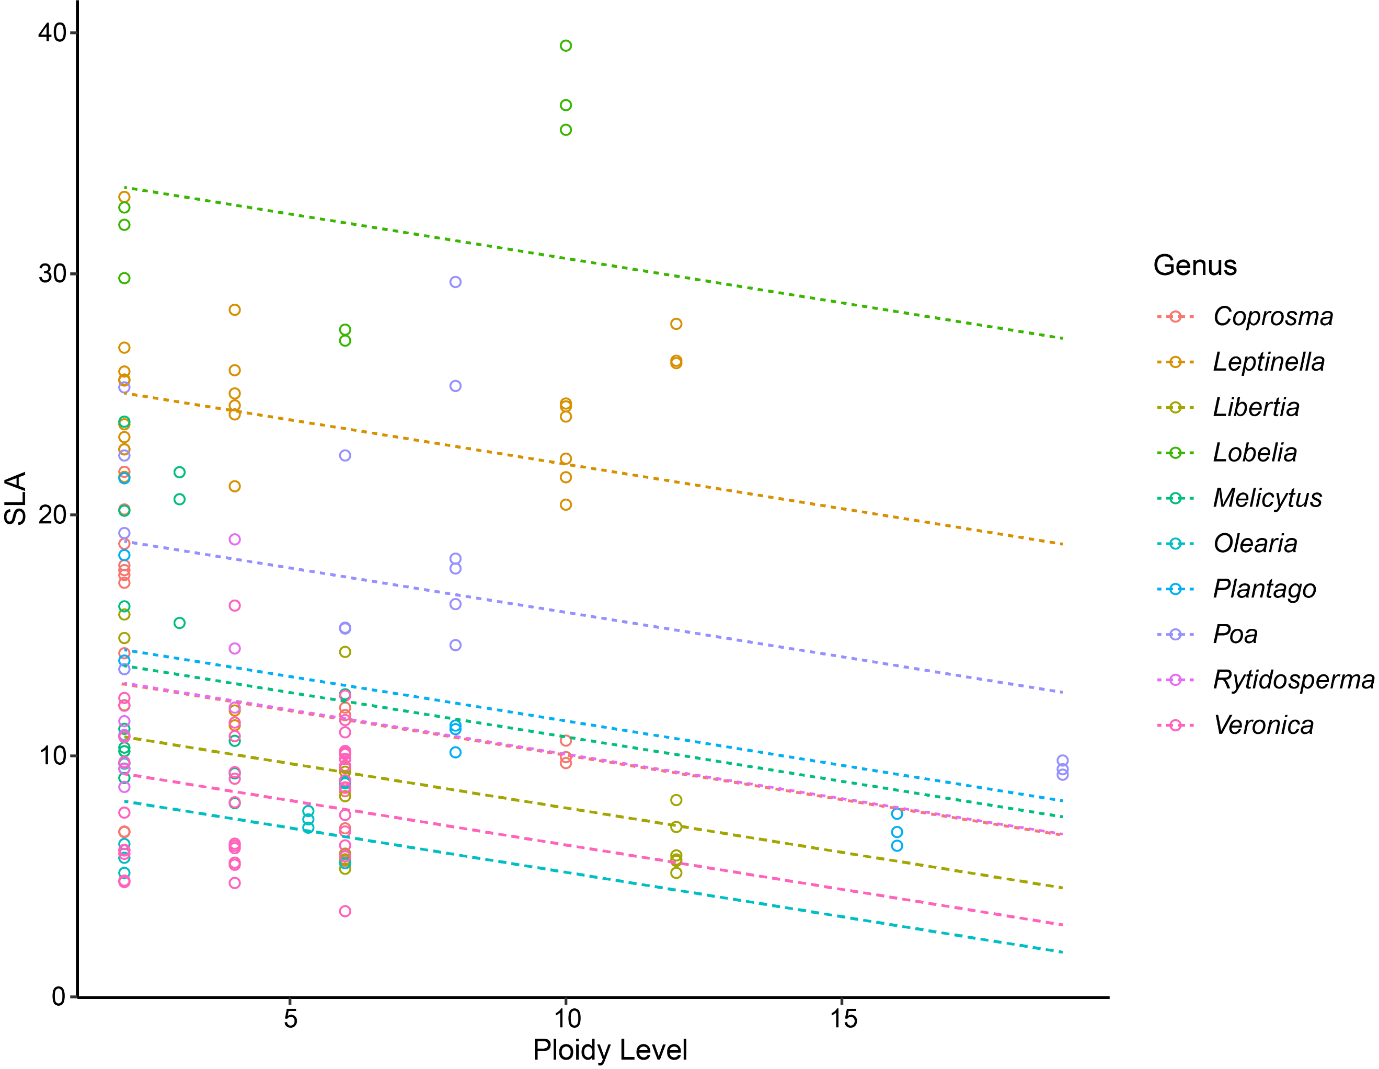 40
30
20
10
0
SLA
5
10
15
Ploidy Level
Genus
Coprosma
Leptinella
Libertia
Lobelia
Melicytus
Olearia
Plantago
Poa
Rytidosperma
Veronica